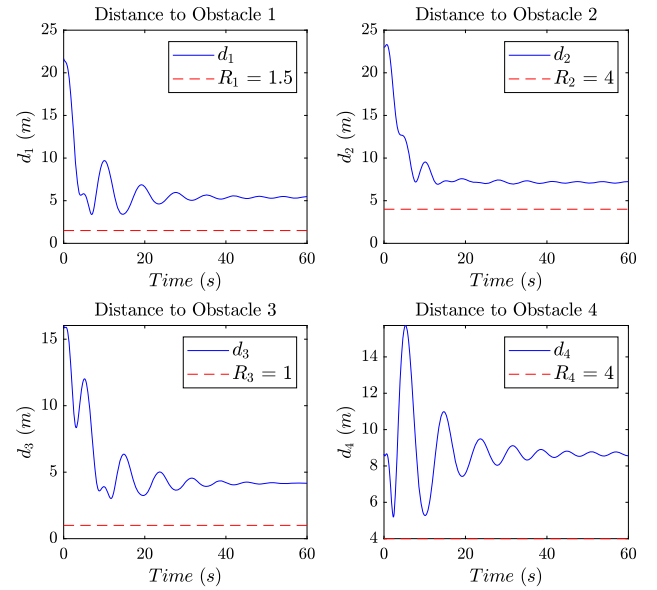 Distance to Obstacle 1
25
20
15
10
5
0
d₁ (m)
d₁
R₁ = 1.5
0 20 40 60
Time (s)
Distance to Obstacle 2
25
20
15
10
5
0
d₂ (m)
d₂
R₂ = 4
0 20 40 60
Time (s)
Distance to Obstacle 3
15
10
5
0
d₃ (m)
d₃
R₃ = 1
0 20 40 60
Time (s)
Distance to Obstacle 4
14
12
10
8
6
4
d₄ (m)
d₄
R₄ = 4
0 20 40 60
Time (s)